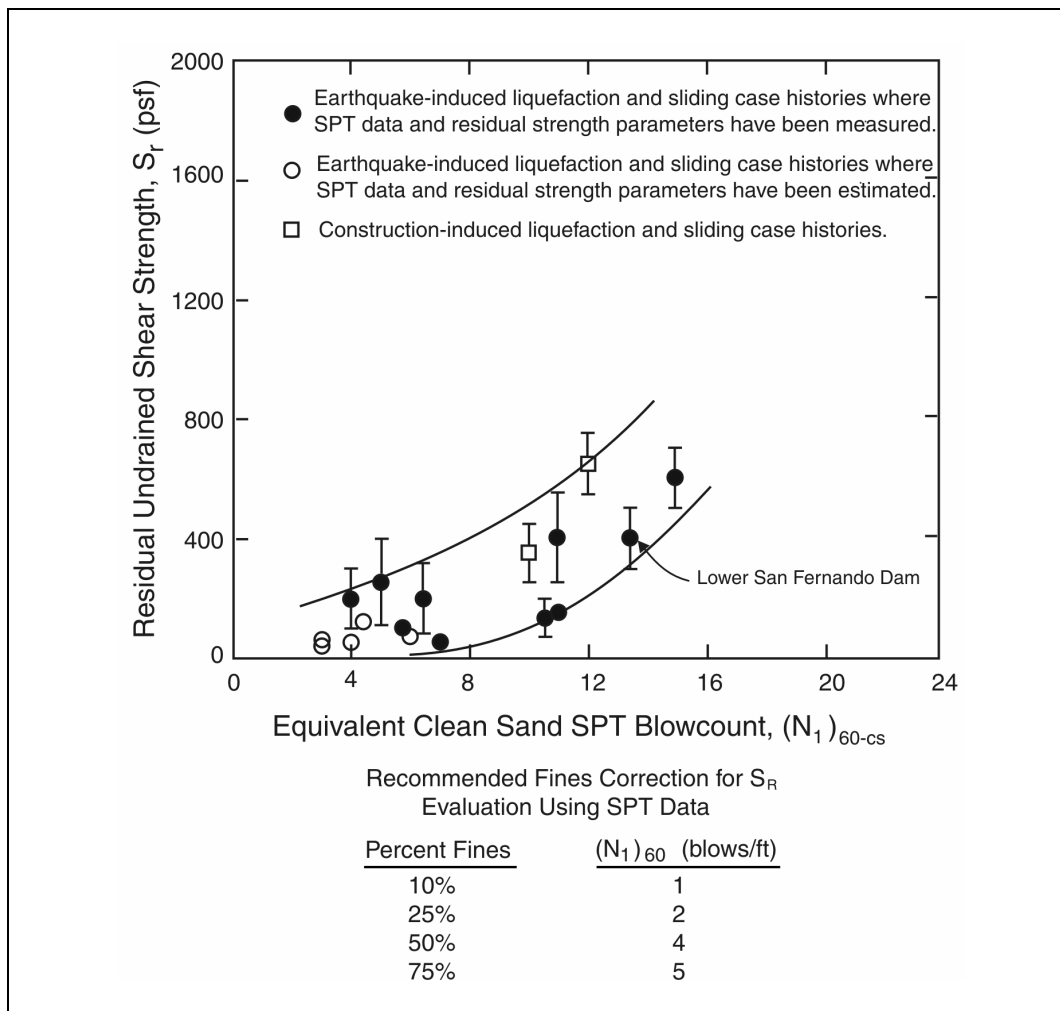 2000
1600
1200
800
400
0
Residual Undrained Shear Strength, Sr (psf)
Earthquake-induced liquefaction and sliding case histories where
SPT data and residual strength parameters have been measured.
Earthquake-induced liquefaction and sliding case histories where
SPT data and residual strength parameters have been estimated.
Construction-induced liquefaction and sliding case histories.
Lower San Fernando Dam
0 4 8 12 16 20 24
Equivalent Clean Sand SPT Blowcount, (N1)60-cs
Recommended Fines Correction for SR
Evaluation Using SPT Data
Percent Fines (N1)60 (blows/ft)
10% 1
25% 2
50% 4
75% 5